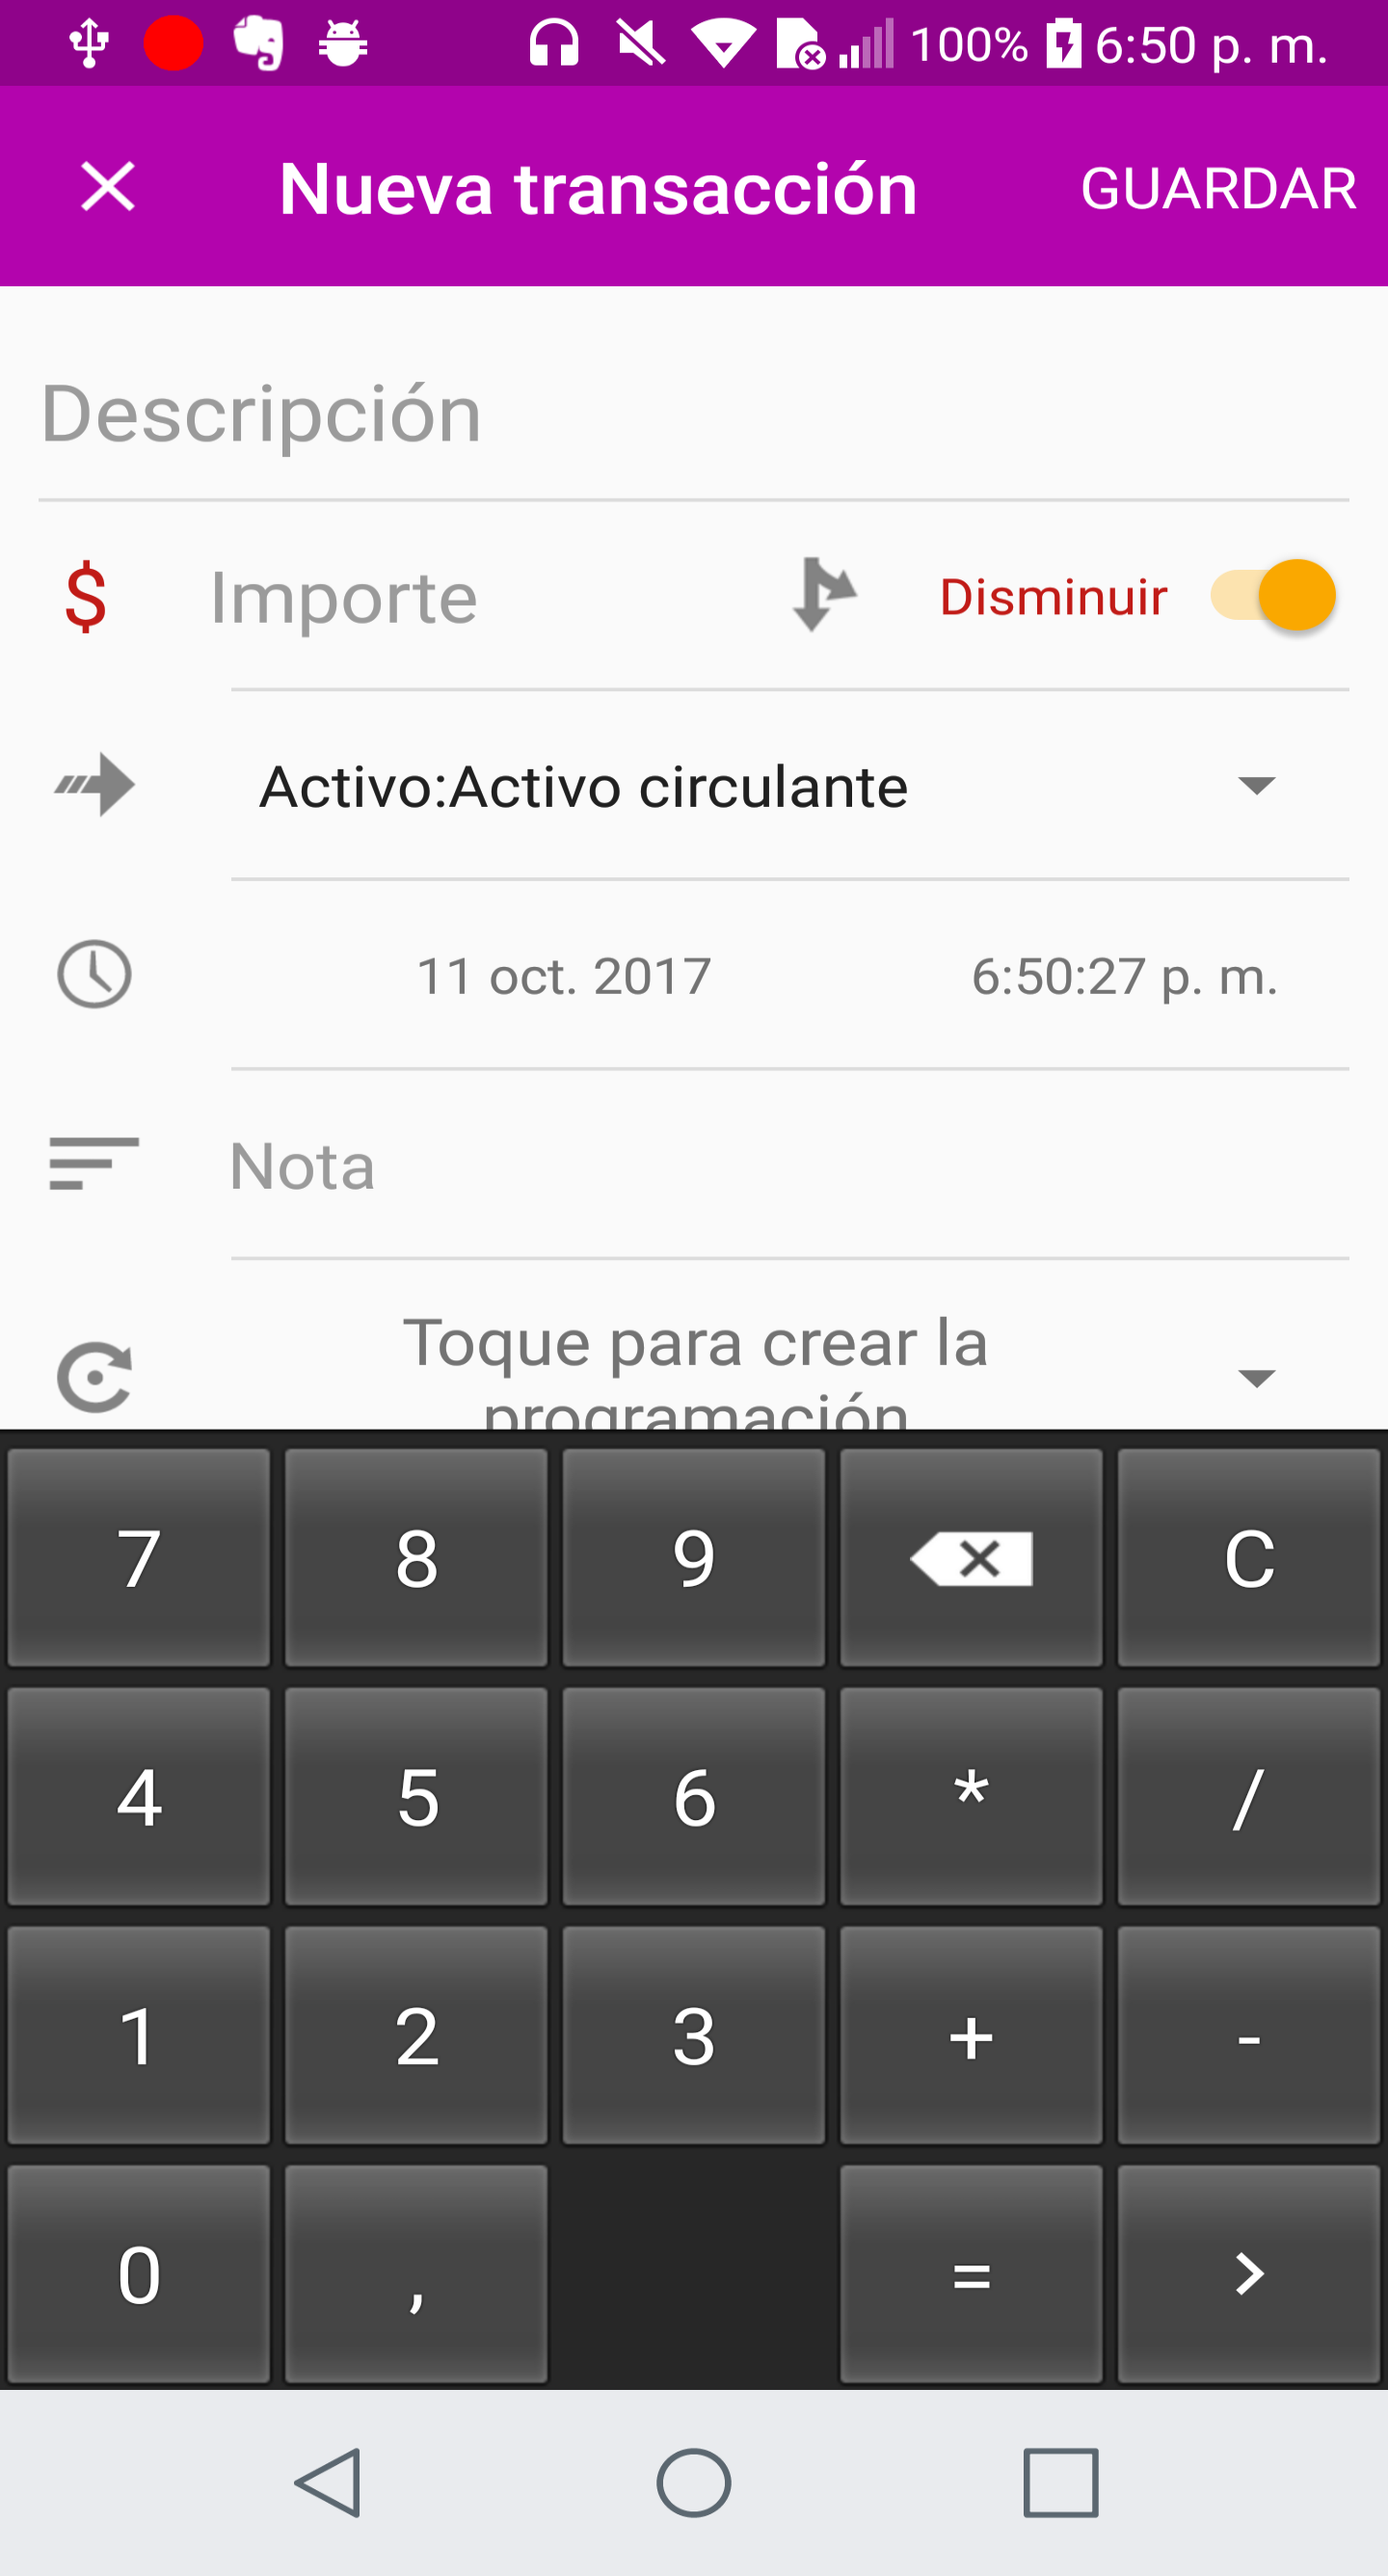 100% 6:50 p. m.
Nueva transacción GUARDAR
Descripción
$ Importe Disminuir
Activo:Activo circulante
11 oct. 2017 6:50:27 p. m.
Nota
Toque para crear la
programación
7 8 9 C
4 5 6 * /
1 2 3 + -
0 , = >